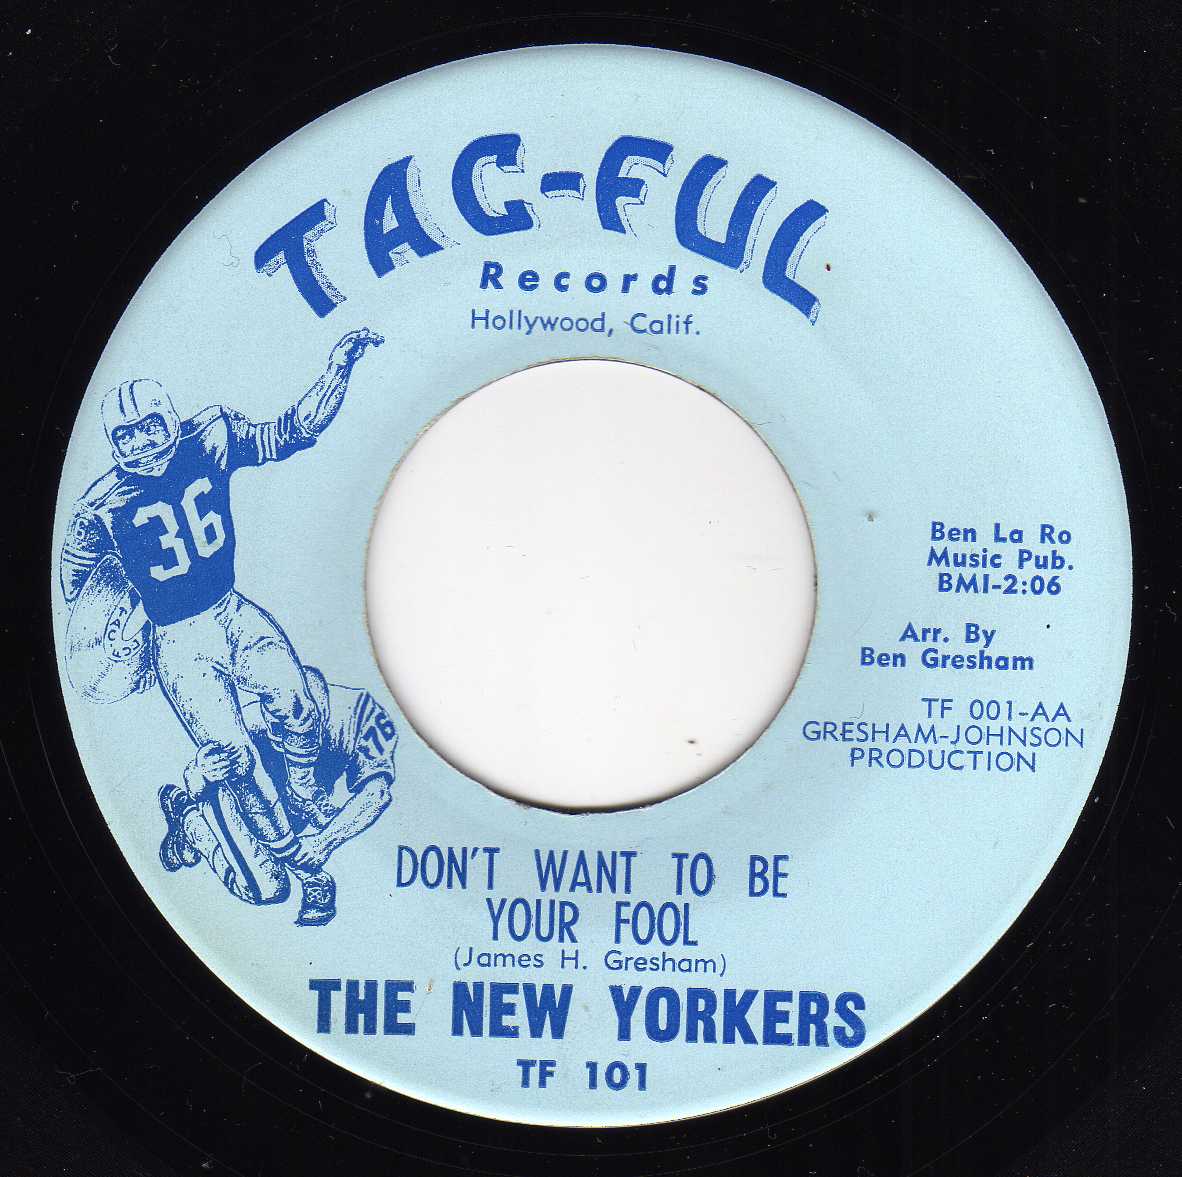 TAC-FUL
Records
Hollywood, Calif.
36
6
TAC
76
Ben La Ro
Music Pub.
BMI-2:06
Arr. By
Ben Gresham
TF 001-AA
GRESHAM-JOHNSON
PRODUCTION
DON'T WANT TO BE
YOUR FOOL
(James H. Gresham)
THE NEW YORKERS
TF 101